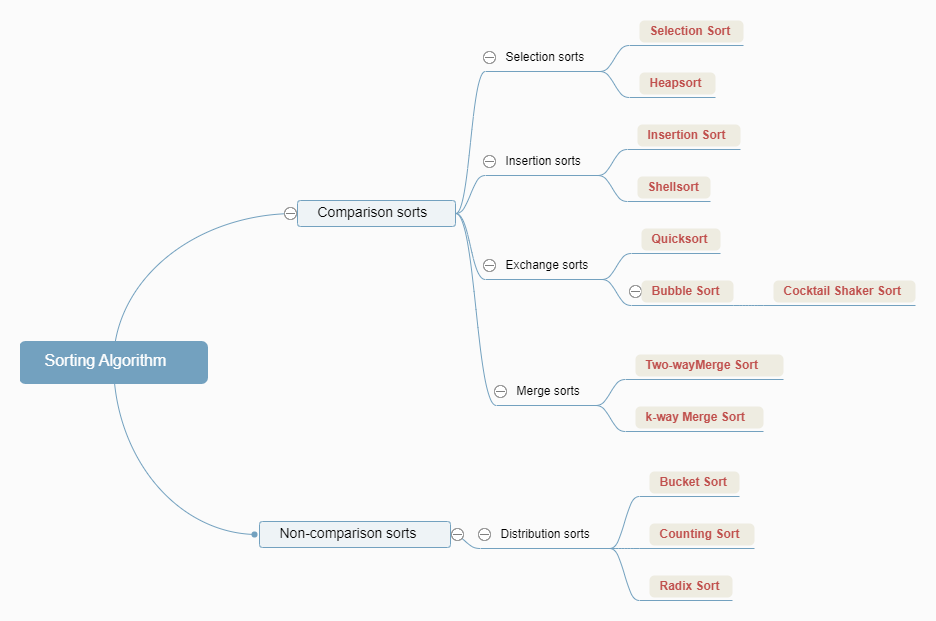 Sorting Algorithm
Comparison sorts
Selection sorts
Selection Sort
Heapsort
Insertion sorts
Insertion Sort
Shellsort
Exchange sorts
Quicksort
Bubble Sort
Cocktail Shaker Sort
Merge sorts
Two-wayMerge Sort
k-way Merge Sort
Non-comparison sorts
Distribution sorts
Bucket Sort
Counting Sort
Radix Sort